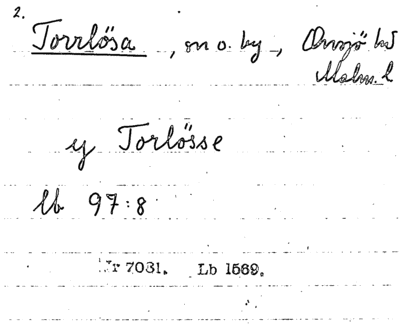 2.
Torrlösa, sn o. by, Onsjö hd
Malm. l
y Torlösse
lb 97:8
Nr 7031. Lb 1569.